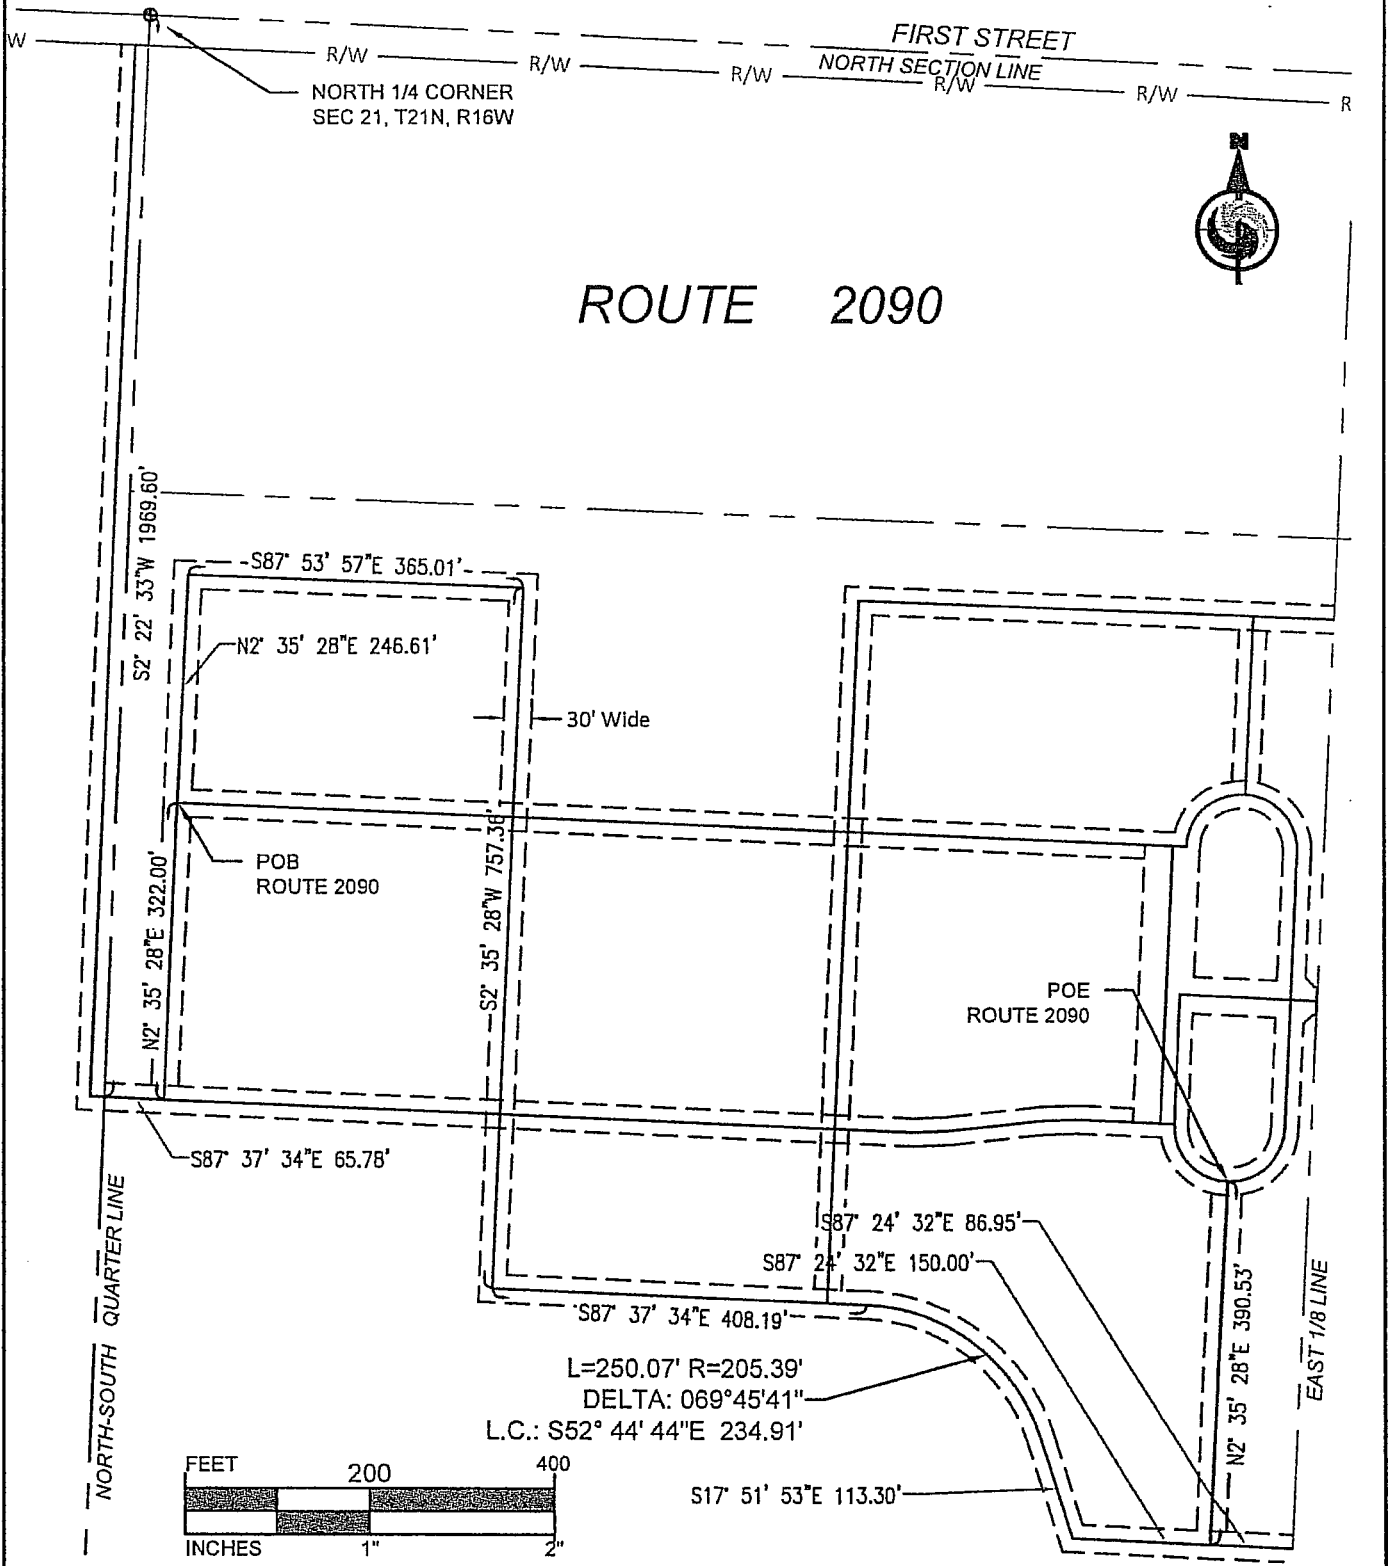 FIRST STREET
W
R/W
R/W
R/W
NORTH SECTION LINE
R/W
R/W
R
NORTH 1/4 CORNER
SEC 21, T21N, R16W
N
ROUTE 2090
S2° 22' 33"W 1969.60'
S87° 53' 57"E 365.01'
N2° 35' 28"E 246.61'
30' Wide
POB
ROUTE 2090
N2° 35' 28"E 322.00'
S2° 35' 28"W 757.36'
POE
ROUTE 2090
S87° 37' 34"E 65.78'
S87° 24' 32"E 86.95'
S87° 24' 32"E 150.00'
NORTH-SOUTH QUARTER LINE
S87° 37' 34"E 408.19'
L=250.07' R=205.39'
DELTA: 069°45'41"
L.C.: S52° 44' 44"E 234.91'
N2° 35' 28"E 390.53'
EAST 1/8 LINE
FEET 200 400
S17° 51' 53"E 113.30'
INCHES 1" 2"